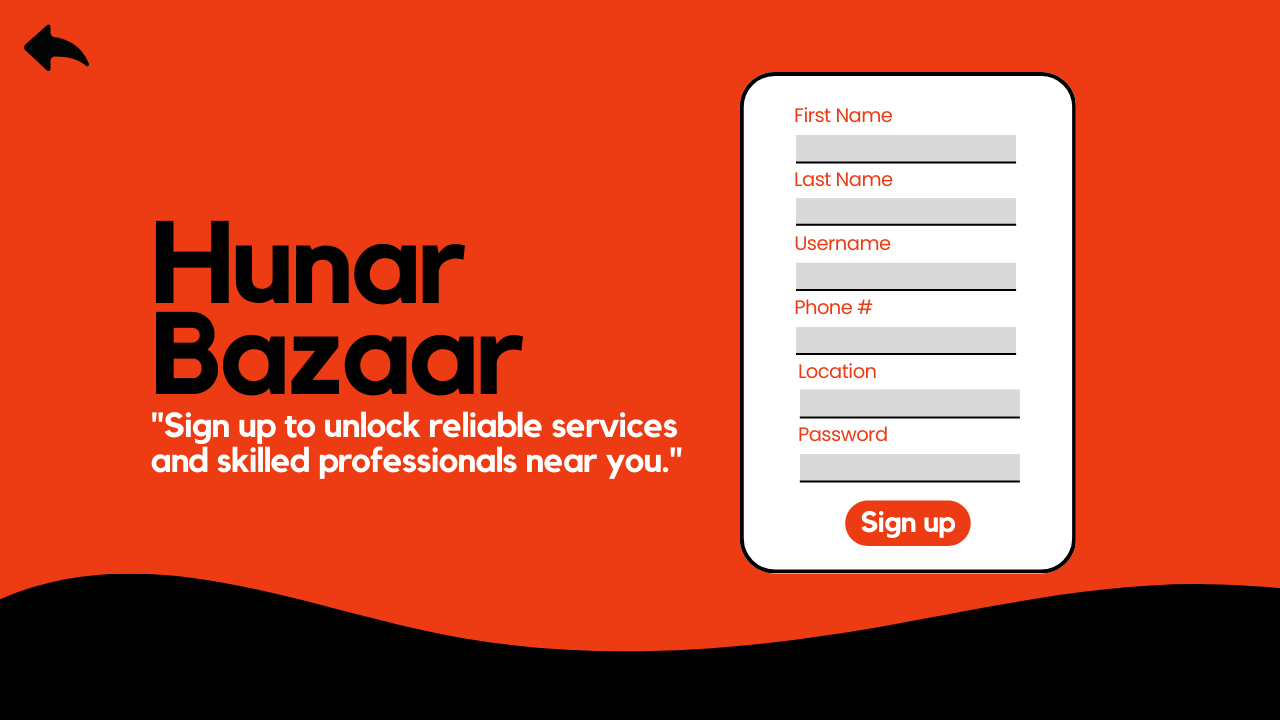 Hunar
Bazaar
"Sign up to unlock reliable services
and skilled professionals near you."
First Name
Last Name
Username
Phone #
Location
Password
Sign up